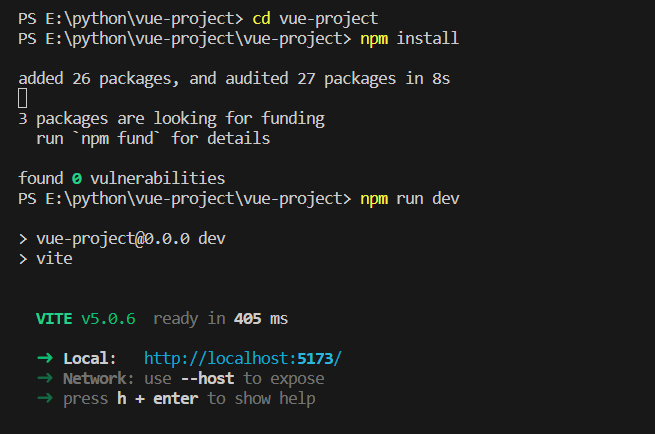 PS E:\python\vue-project> cd vue-project
PS E:\python\vue-project\vue-project> npm install
added 26 packages, and audited 27 packages in 8s
3 packages are looking for funding
run `npm fund` for details
found 0 vulnerabilities
PS E:\python\vue-project\vue-project> npm run dev
> vue-project@0.0.0 dev
> vite
VITE v5.0.6 ready in 405 ms
➜ Local: http://localhost:5173/
➜ Network: use --host to expose
➜ press h + enter to show help